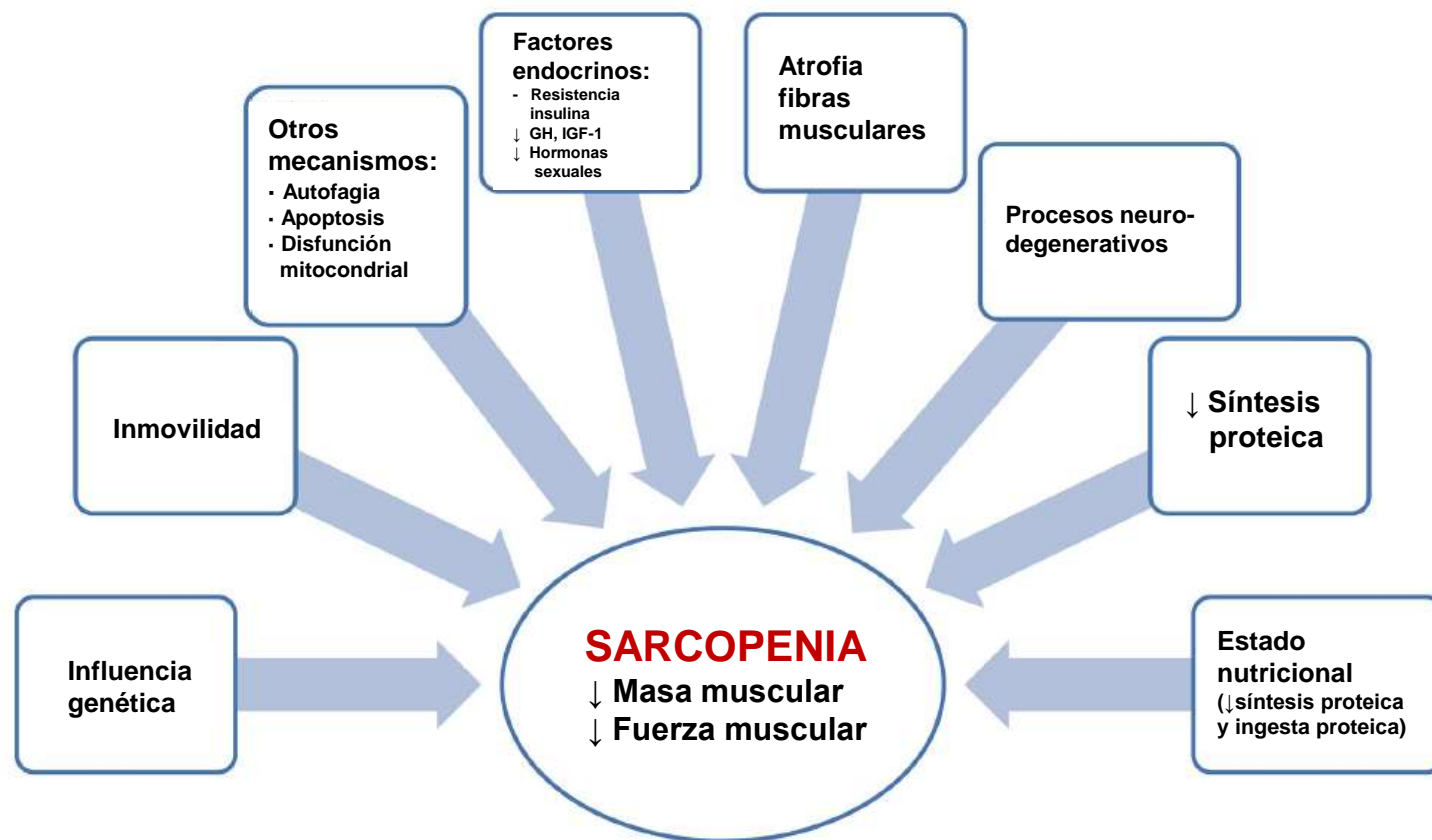 Factores
endocrinos:
- Resistencia
insulina
↓ GH, IGF-1
↓ Hormonas
sexuales
Atrofia
fibras
musculares
Otros
mecanismos:
· Autofagia
· Apoptosis
· Disfunción
mitocondrial
Procesos neuro-
degenerativos
Inmovilidad
↓ Síntesis
proteica
Influencia
genética
SARCOPENIA
↓ Masa muscular
↓ Fuerza muscular
Estado
nutricional
(↓síntesis proteica
y ingesta proteica)